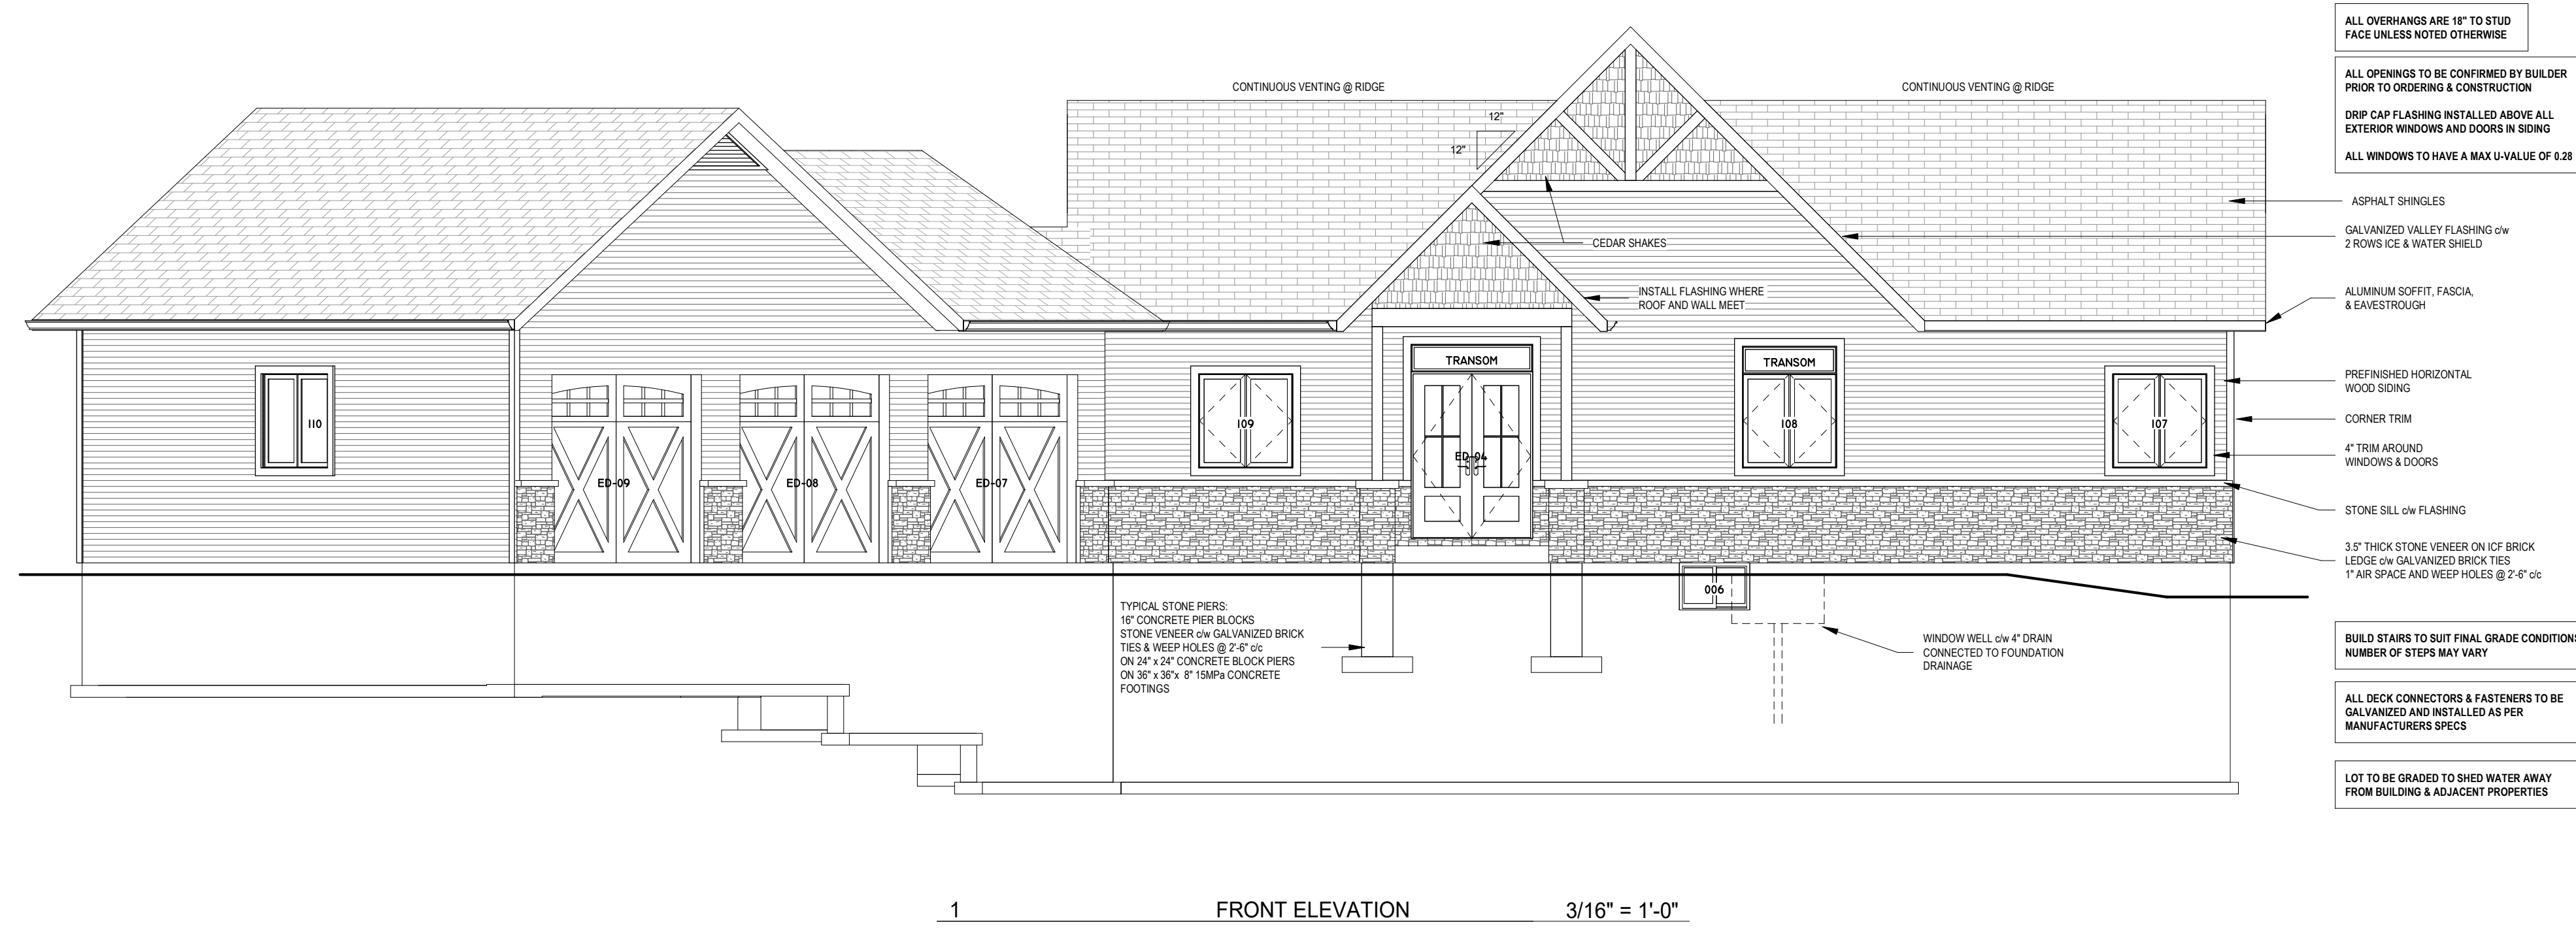 ALL OVERHANGS ARE 18" TO STUD
FACE UNLESS NOTED OTHERWISE
ALL OPENINGS TO BE CONFIRMED BY BUILDER
PRIOR TO ORDERING & CONSTRUCTION
DRIP CAP FLASHING INSTALLED ABOVE ALL
EXTERIOR WINDOWS AND DOORS IN SIDING
ALL WINDOWS TO HAVE A MAX U-VALUE OF 0.28
CONTINUOUS VENTING @ RIDGE
CONTINUOUS VENTING @ RIDGE
12"
12"
ASPHALT SHINGLES
GALVANIZED VALLEY FLASHING c/w
2 ROWS ICE & WATER SHIELD
CEDAR SHAKES
INSTALL FLASHING WHERE
ROOF AND WALL MEET
ALUMINUM SOFFIT, FASCIA,
& EAVESTROUGH
TRANSOM
TRANSOM
PREFINISHED HORIZONTAL
WOOD SIDING
CORNER TRIM
4" TRIM AROUND
WINDOWS & DOORS
110
109
108
107
ED-04
ED-09
ED-08
ED-07
STONE SILL c/w FLASHING
3.5" THICK STONE VENEER ON ICF BRICK
LEDGE c/w GALVANIZED BRICK TIES
1" AIR SPACE AND WEEP HOLES @ 2'-6" c/c
006
TYPICAL STONE PIERS:
16" CONCRETE PIER BLOCKS
STONE VENEER c/w GALVANIZED BRICK
TIES & WEEP HOLES @ 2'-6" c/c
ON 24" x 24" CONCRETE BLOCK PIERS
ON 36" x 36"x 8" 15MPa CONCRETE
FOOTINGS
WINDOW WELL c/w 4" DRAIN
CONNECTED TO FOUNDATION
DRAINAGE
BUILD STAIRS TO SUIT FINAL GRADE CONDITIONS
NUMBER OF STEPS MAY VARY
ALL DECK CONNECTORS & FASTENERS TO BE
GALVANIZED AND INSTALLED AS PER
MANUFACTURERS SPECS
LOT TO BE GRADED TO SHED WATER AWAY
FROM BUILDING & ADJACENT PROPERTIES
1 FRONT ELEVATION 3/16" = 1'-0"